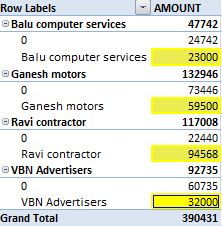 Row Labels AMOUNT
Balu computer services 47742
0 24742
Balu computer services 23000
Ganesh motors 132946
0 73446
Ganesh motors 59500
Ravi contractor 117008
0 22440
Ravi contractor 94568
VBN Advertisers 92735
0 60735
VBN Advertisers 32000
Grand Total 390431